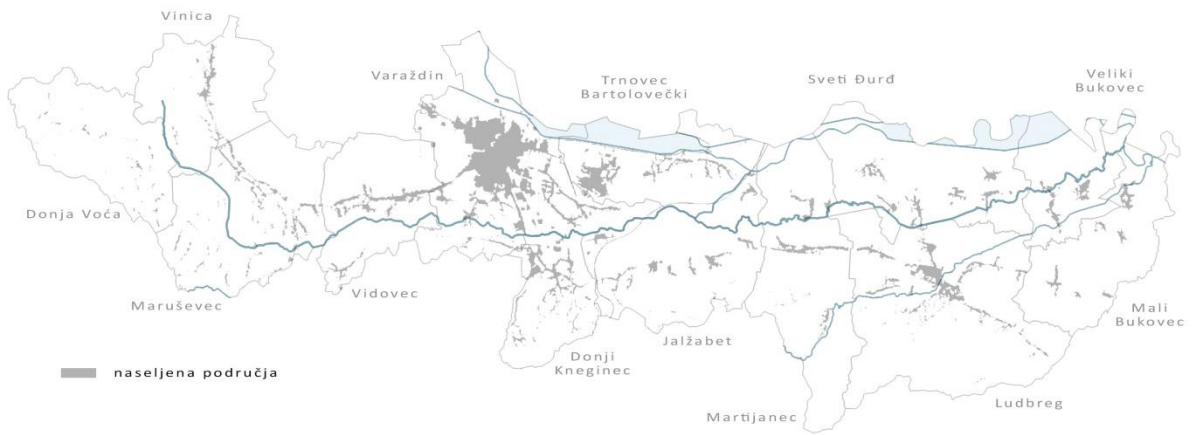 Vinica
Varaždin
Trnovec
Bartolovečki
Sveti Đurđ
Veliki
Bukovec
Donja Voća
Maruševec
Vidovec
Donji
Kneginec
Jalžabet
Martijanec
Ludbreg
Mali
Bukovec
naseljena područja